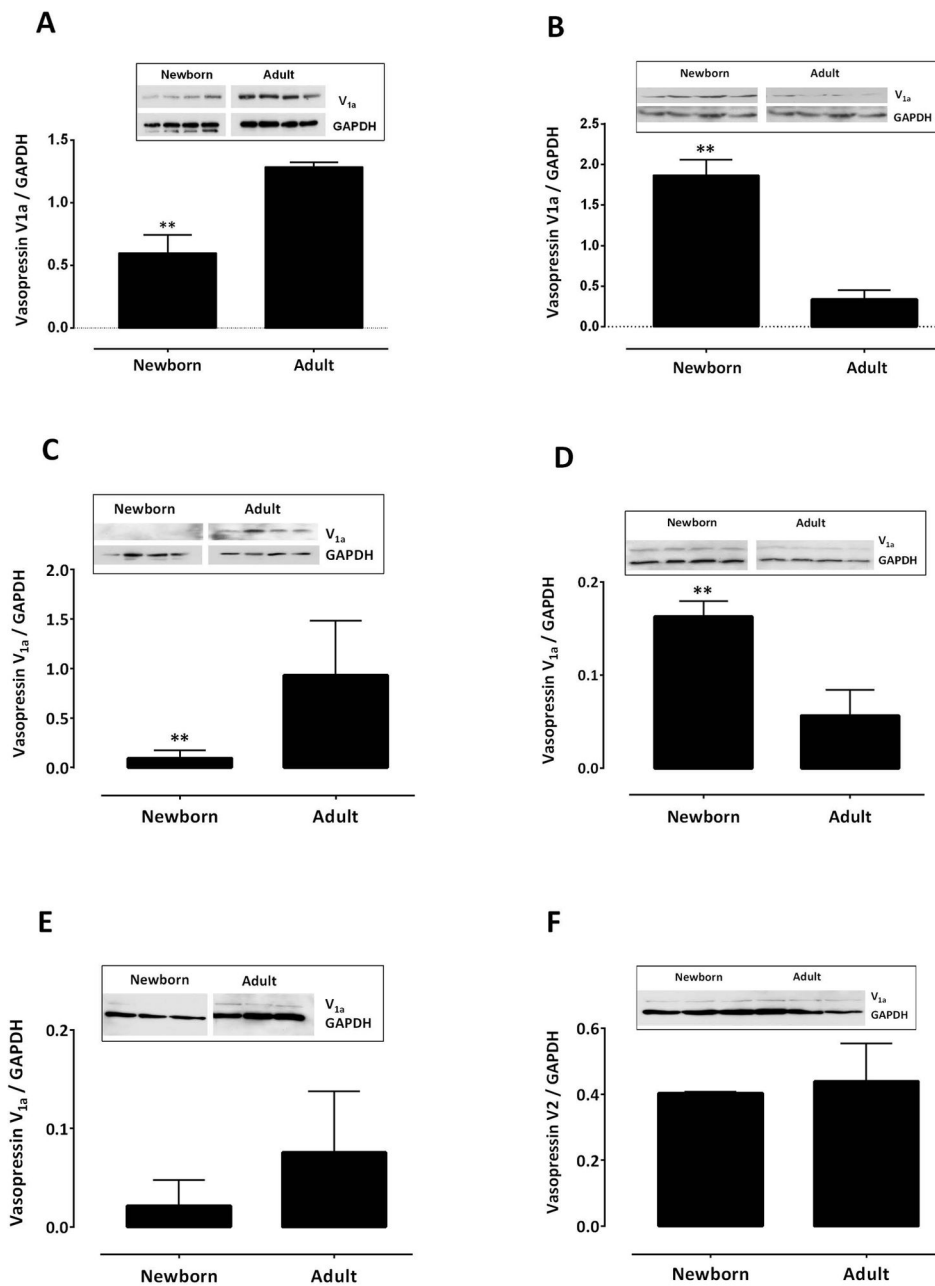 A
Newborn Adult
V1a
GAPDH
Vasopressin V1a / GAPDH
1.5
1.0
**
0.5
0.0
Newborn Adult
B
Newborn Adult
V1a
GAPDH
Vasopressin V1a / GAPDH
2.5
**
2.0
1.5
1.0
0.5
0.0
Newborn Adult
C
Newborn Adult
V1a
GAPDH
Vasopressin V1a / GAPDH
2.0
1.5
1.0
0.5
**
0.0
Newborn Adult
D
Newborn Adult
V1a
GAPDH
Vasopressin V1a / GAPDH
0.2
**
0.1
0.0
Newborn Adult
E
Newborn Adult
V1a
GAPDH
Vasopressin V1a / GAPDH
0.2
0.1
0.0
Newborn Adult
F
Newborn Adult
V1a
GAPDH
Vasopressin V2 / GAPDH
0.6
0.4
0.2
0.0
Newborn Adult